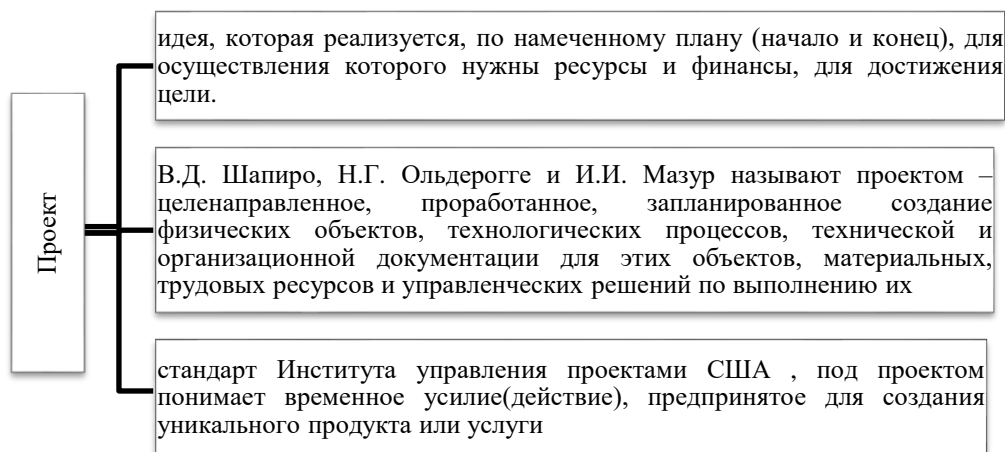 Проект
идея, которая реализуется, по намеченному плану (начало и конец), для
осуществления которого нужны ресурсы и финансы, для достижения
цели.
В.Д. Шапиро, Н.Г. Ольдерогге и И.И. Мазур называют проектом –
целенаправленное, проработанное, запланированное создание
физических объектов, технологических процессов, технической и
организационной документации для этих объектов, материальных,
трудовых ресурсов и управленческих решений по выполнению их
стандарт Института управления проектами США , под проектом
понимает временное усилие(действие), предпринятое для создания
уникального продукта или услуги